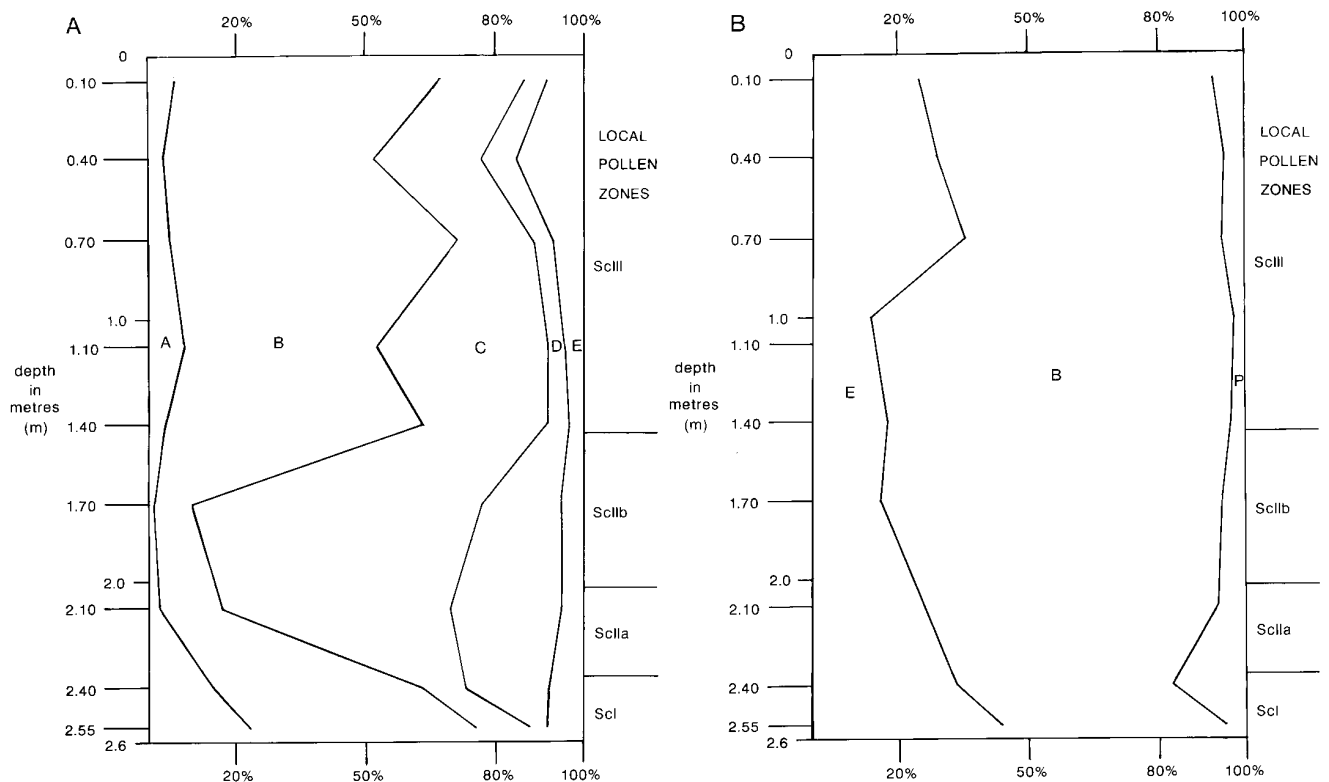 A
20% 50% 80% 100%
0
0.10
0.40
0.70
1.0
1.10
depth
in
metres
(m)
1.40
1.70
2.0
2.10
2.40
2.55
2.6
A B C D E
LOCAL
POLLEN
ZONES
ScIII
ScIIb
ScIIa
ScI
20% 50% 80% 100%
B
20% 50% 80% 100%
0
0.10
0.40
0.70
1.0
1.10
depth
in
metres
(m)
1.40
1.70
2.0
2.10
2.40
2.55
2.6
E B P
LOCAL
POLLEN
ZONES
ScIII
ScIIb
ScIIa
ScI
20% 50% 80% 100%